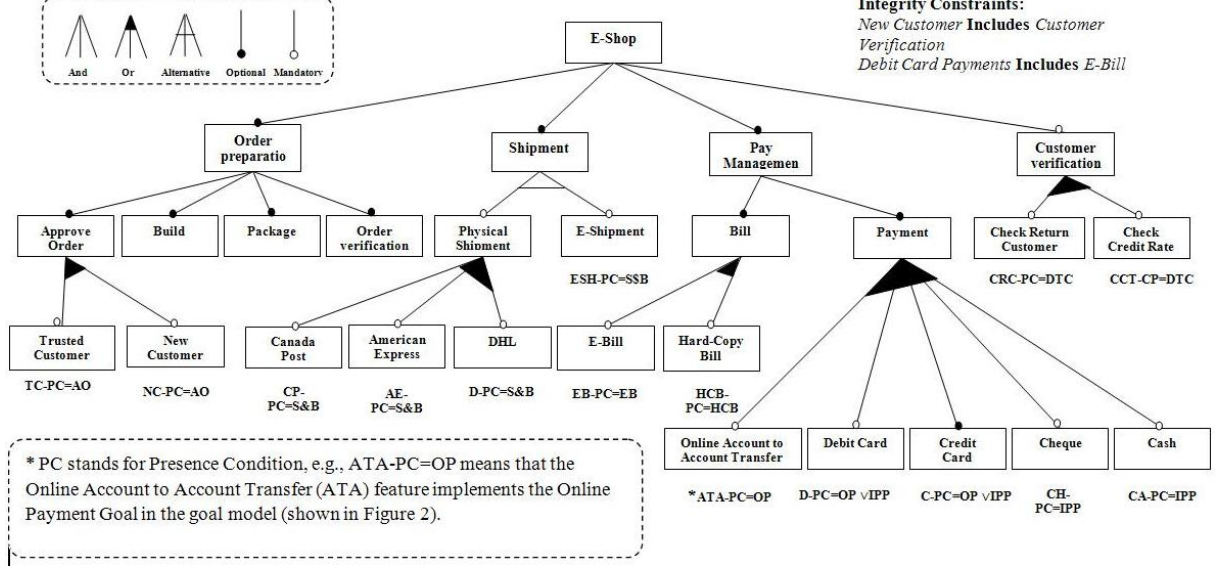 Integrity Constraints:
New Customer Includes Customer
Verification
Debit Card Payments Includes E-Bill
And Or Alternative Optional Mandatory
E-Shop
Order
preparatio
Shipment
Pay
Managemen
Customer
verification
Approve
Order
Build
Package
Order
verification
Physical
Shipment
E-Shipment
Bill
Payment
Check Return
Customer
Check
Credit Rate
ESH-PC=S$B
CRC-PC=DTC
CCT-CP=DTC
Trusted
Customer
New
Customer
Canada
Post
American
Express
DHL
E-Bill
Hard-Copy
Bill
TC-PC=AO
NC-PC=AO
CP-
PC=S&B
AE-
PC=S&B
D-PC=S&B
EB-PC=EB
HCB-
PC=HCB
Online Account to
Account Transfer
Debit Card
Credit
Card
Cheque
Cash
*ATA-PC=OP
D-PC=OP ∨IPP
C-PC=OP ∨IPP
CH-
PC=IPP
CA-PC=IPP
* PC stands for Presence Condition, e.g., ATA-PC=OP means that the
Online Account to Account Transfer (ATA) feature implements the Online
Payment Goal in the goal model (shown in Figure 2).